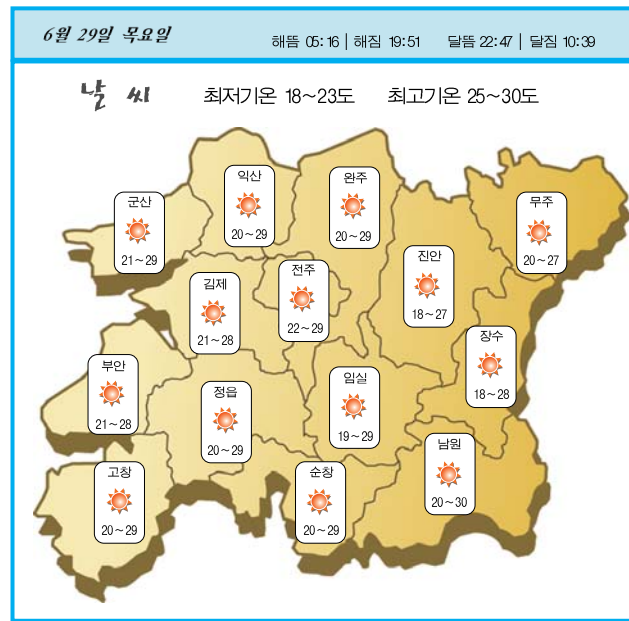 6월 29일 목요일
해뜸 05:16 | 해짐 19:51 달뜸 22:47 | 달짐 10:39
날 씨 최저기온 18~23도 최고기온 25~30도
익산
20~29
완주
20~29
군산
21~29
무주
20~27
진안
18~27
전주
22~29
김제
21~28
장수
18~28
부안
21~28
임실
19~29
정읍
20~29
남원
20~30
고창
20~29
순창
20~29